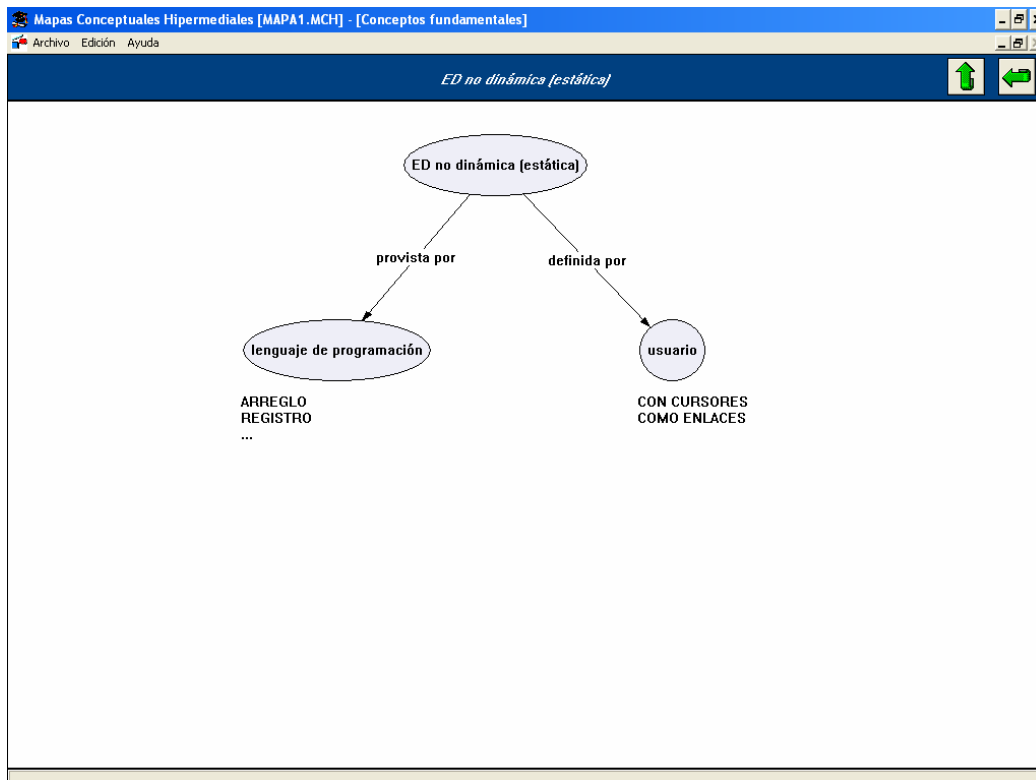 Mapas Conceptuales Hipermediales [MAPA1.MCH] - [Conceptos fundamentales]
Archivo Edición Ayuda
ED no dinámica (estática)
ED no dinámica (estática)
provista por
definida por
lenguaje de programación
usuario
ARREGLO
REGISTRO
...
CON CURSORES
COMO ENLACES